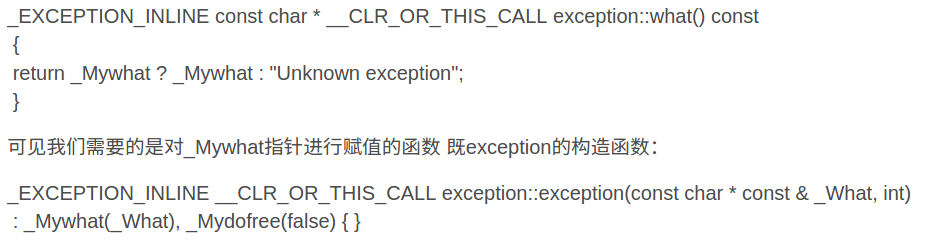 _EXCEPTION_INLINE const char * __CLR_OR_THIS_CALL exception::what() const
{
return _Mywhat ? _Mywhat : "Unknown exception";
}
可见我们需要的是对_Mywhat指针进行赋值的函数 既exception的构造函数：
_EXCEPTION_INLINE __CLR_OR_THIS_CALL exception::exception(const char * const & _What, int)
: _Mywhat(_What), _Mydofree(false) { }